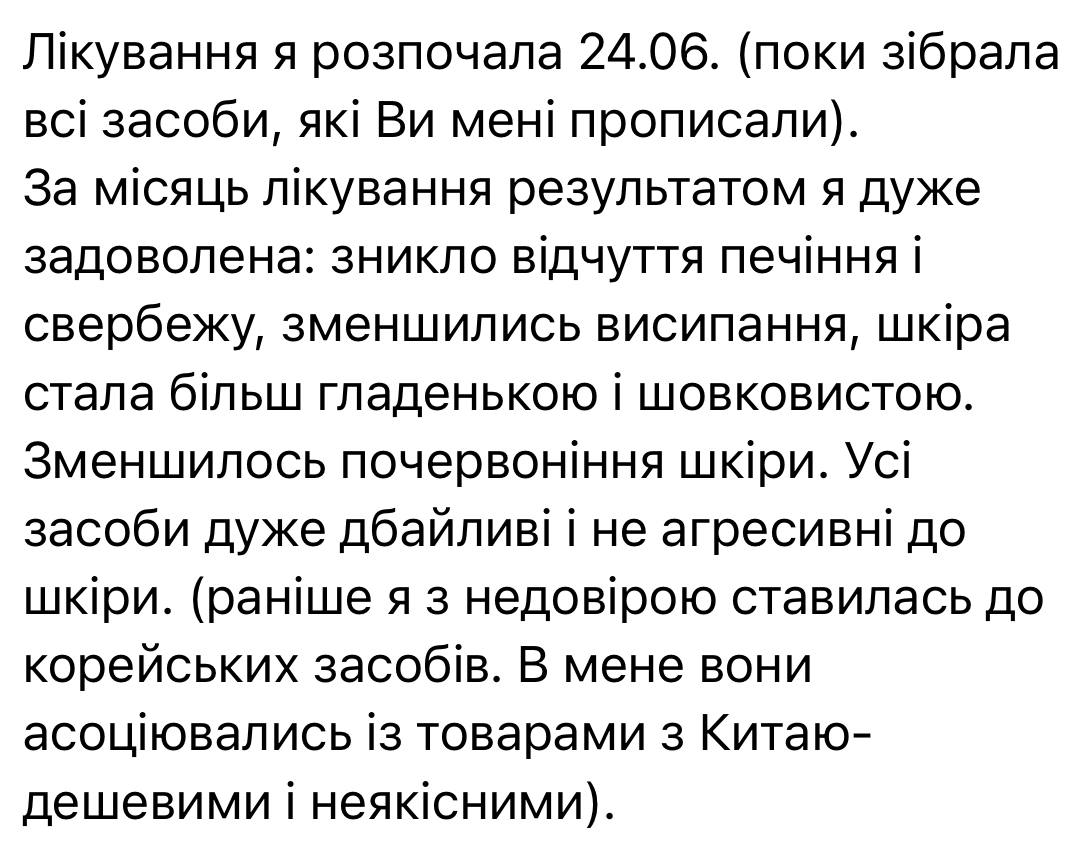 Лікування я розпочала 24.06. (поки зібрала
всі засоби, які Ви мені прописали).
За місяць лікування результатом я дуже
задоволена: зникло відчуття печіння і
свербежу, зменшились висипання, шкіра
стала більш гладенькою і шовковистою.
Зменшилось почервоніння шкіри. Усі
засоби дуже дбайливі і не агресивні до
шкіри. (раніше я з недовірою ставилась до
корейських засобів. В мене вони
асоціювались із товарами з Китаю-
дешевими і неякісними).